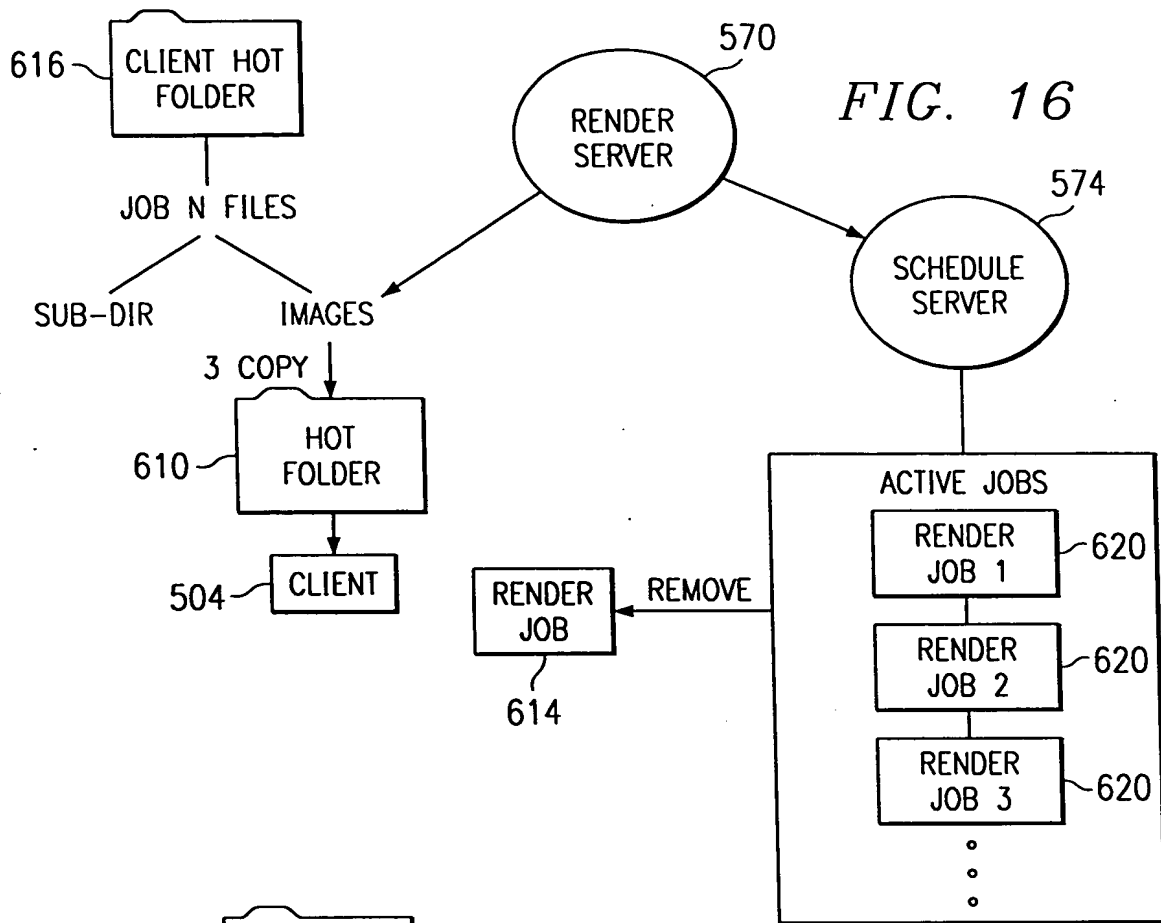 616
CLIENT HOT
FOLDER
570
RENDER
SERVER
FIG. 16
574
SCHEDULE
SERVER
JOB N FILES
SUB-DIR
IMAGES
3 COPY
610
HOT
FOLDER
504
CLIENT
ACTIVE JOBS
RENDER
JOB 1
620
RENDER
JOB 2
620
RENDER
JOB 3
620
REMOVE
RENDER
JOB
614